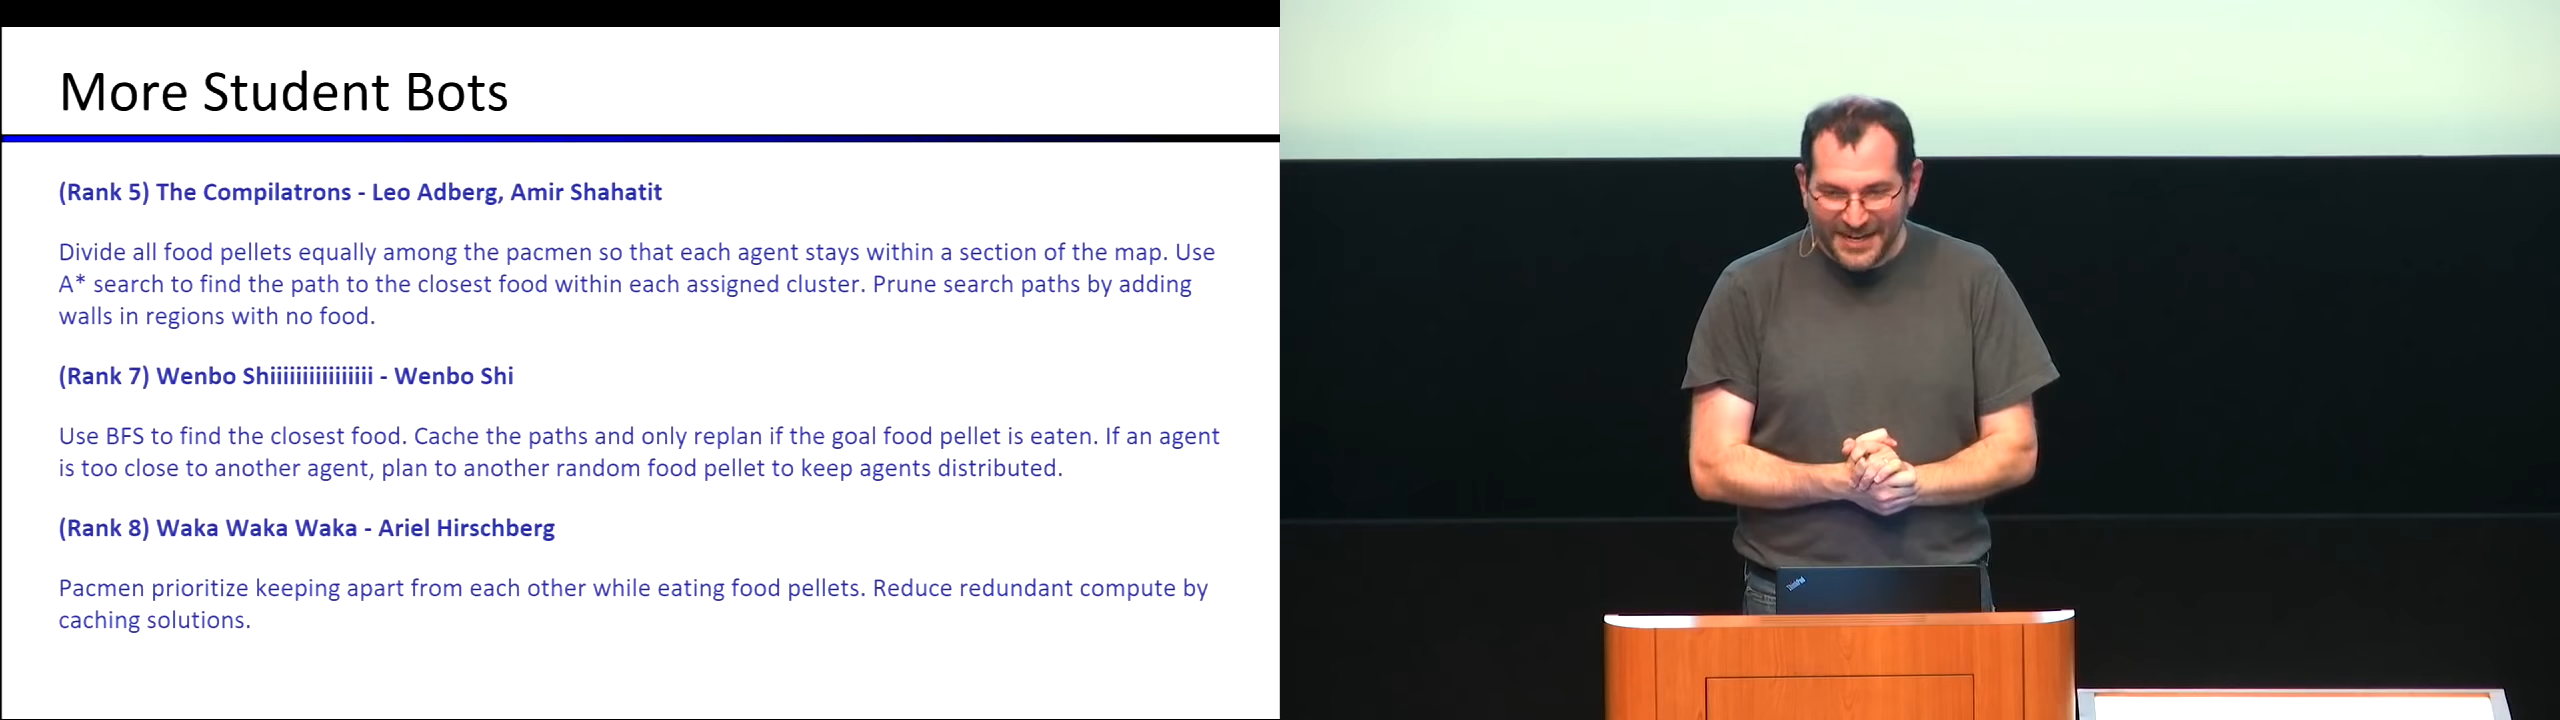 More Student Bots
(Rank 5) The Compilatrons - Leo Adberg, Amir Shahatit
Divide all food pellets equally among the pacmen so that each agent stays within a section of the map. Use
A* search to find the path to the closest food within each assigned cluster. Prune search paths by adding
walls in regions with no food.
(Rank 7) Wenbo Shiiiiiiiiiiiiiiii - Wenbo Shi
Use BFS to find the closest food. Cache the paths and only replan if the goal food pellet is eaten. If an agent
is too close to another agent, plan to another random food pellet to keep agents distributed.
(Rank 8) Waka Waka Waka - Ariel Hirschberg
Pacmen prioritize keeping apart from each other while eating food pellets. Reduce redundant compute by
caching solutions.
ThinkPad